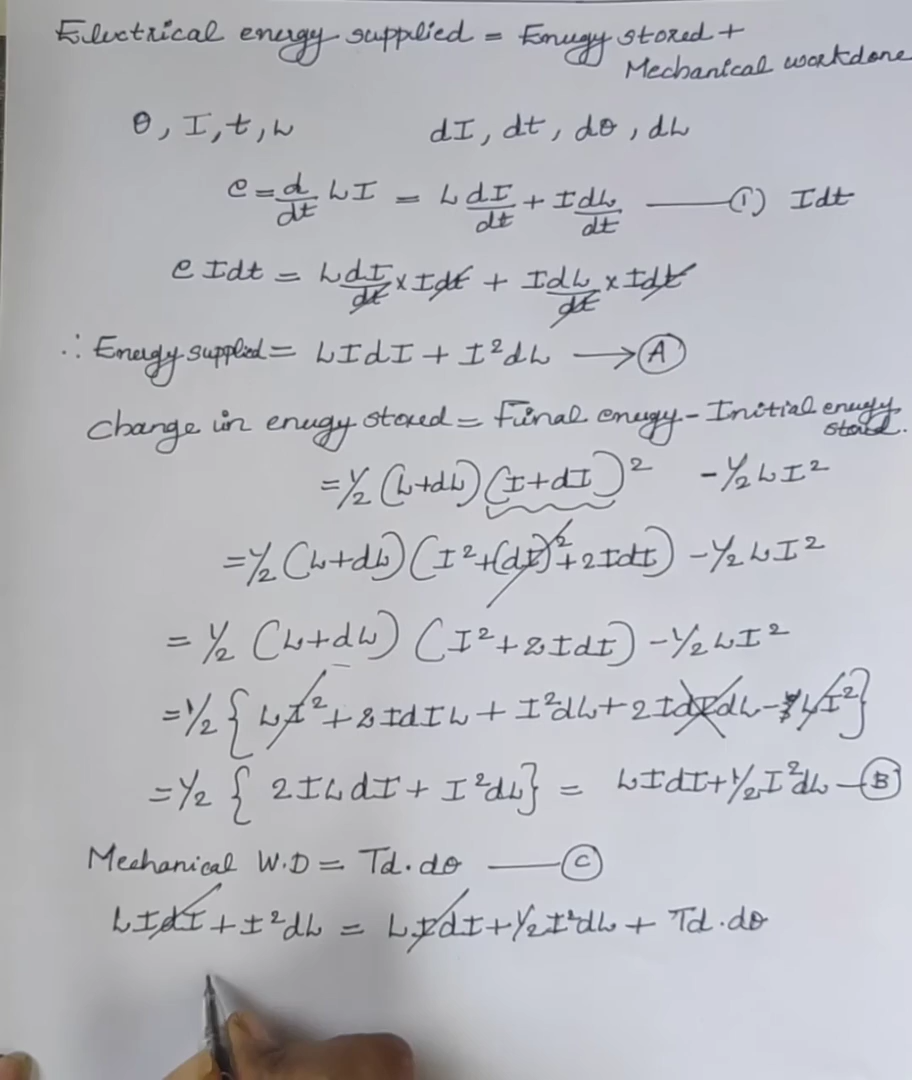 Electrical energy supplied = Energy stored +
Mechanical workdone
θ, I, t, L dI, dt, dθ, dL
e = d/dt LI = L dI/dt + I dL/dt —— (1) Idt
e Idt = L dI/dt × Idt + I dL/dt × Idt
∴ Energy supplied = LIdI + I²dL → (A)
Change in energy stored = Final energy - Initial energy stored.
= 1/2 (L+dL) (I+dI)² - 1/2 LI²
= 1/2 (L+dL) (I² + (dI)² + 2IdI) - 1/2 LI²
= 1/2 (L+dL) (I² + 2IdI) - 1/2 LI²
= 1/2 { LI² + 2IdIL + I²dL + 2IdIdL - LI² }
= 1/2 { 2ILdI + I²dL } = LIdI + 1/2 I²dL — (B)
Mechanical W.D = Td.dθ —— (C)
LIdI + I²dL = LIdI + 1/2 I²dL + Td.dθ